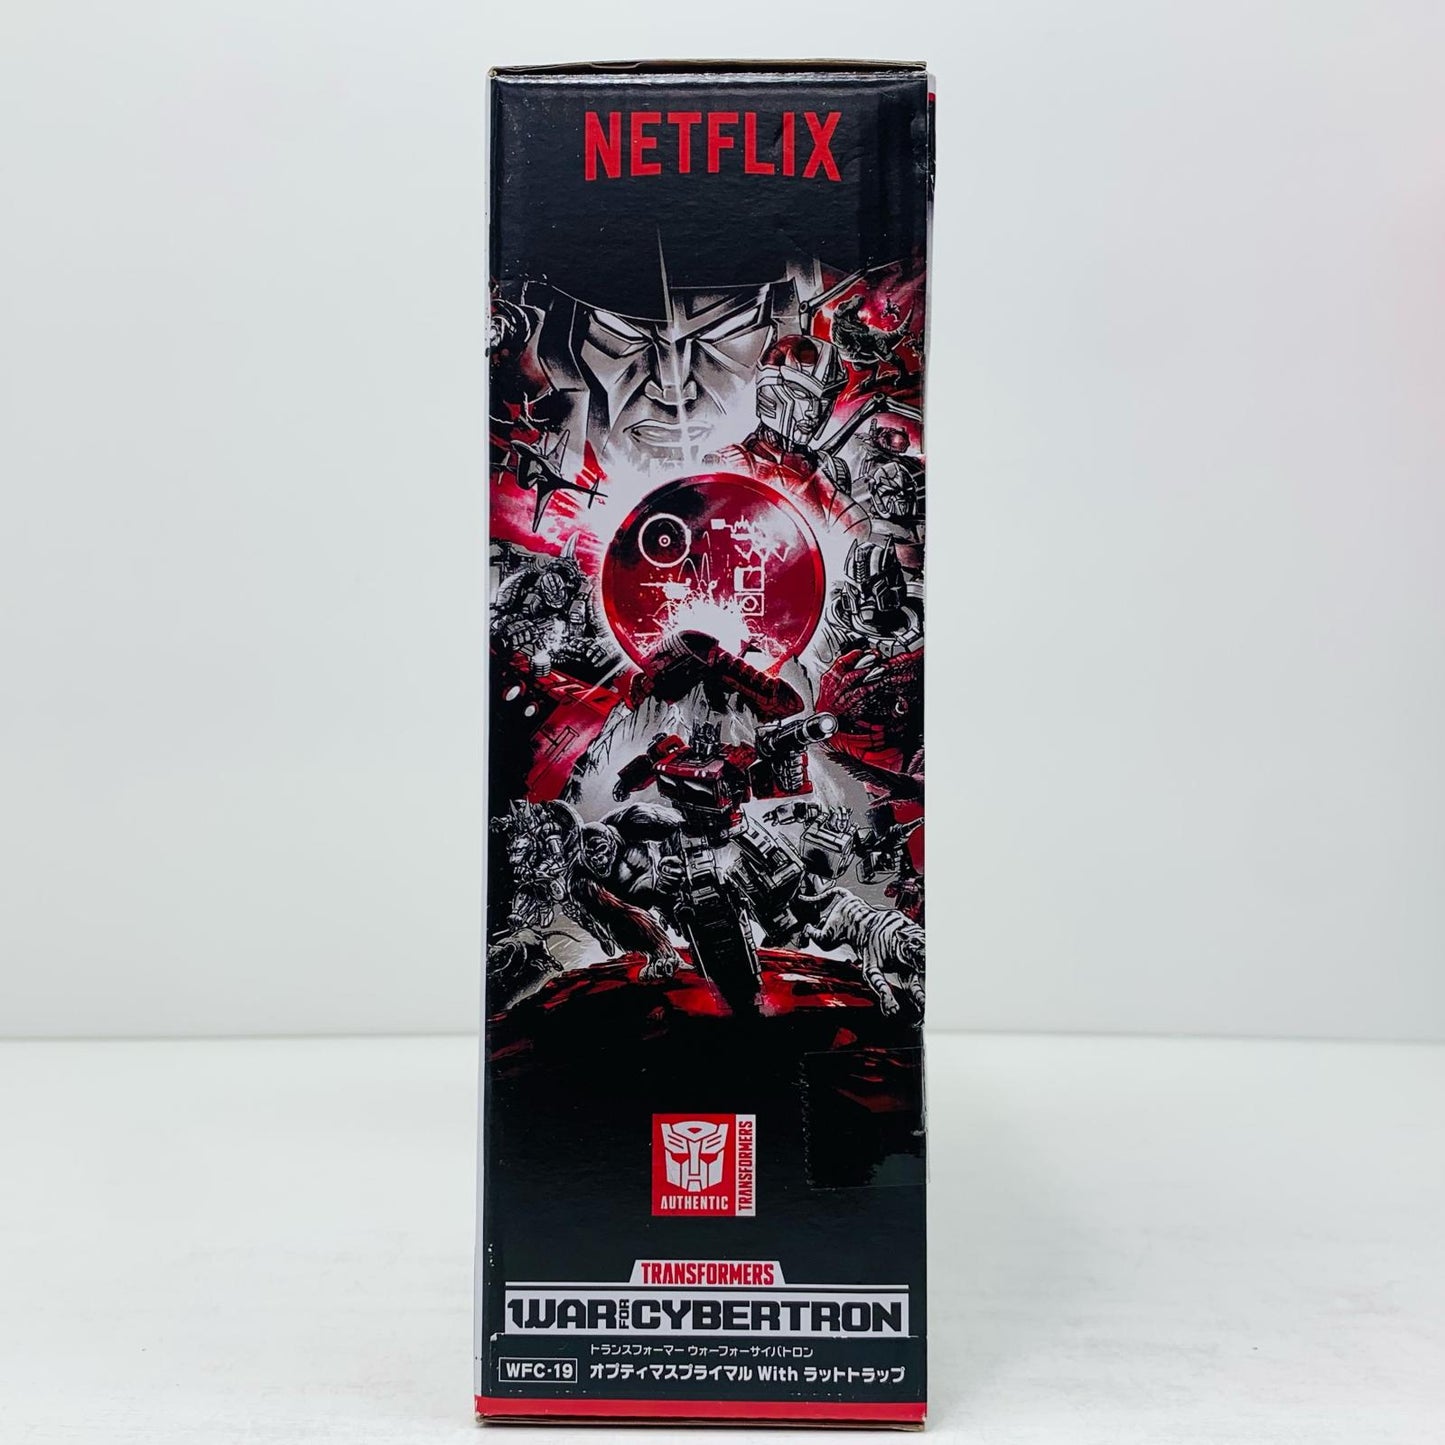 NETFLIX
AUTHENTIC
TRANSFORMERS
TRANSFORMERS
WAR FOR CYBERTRON
トランスフォーマー ウォーフォーサイバトロン
WFC-19 オプティマスプライマル With ラットトラップ